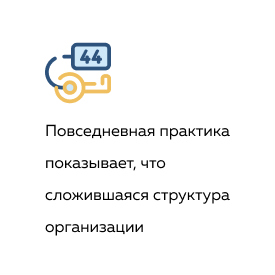 44
Повседневная практика
показывает, что
сложившаяся структура
организации